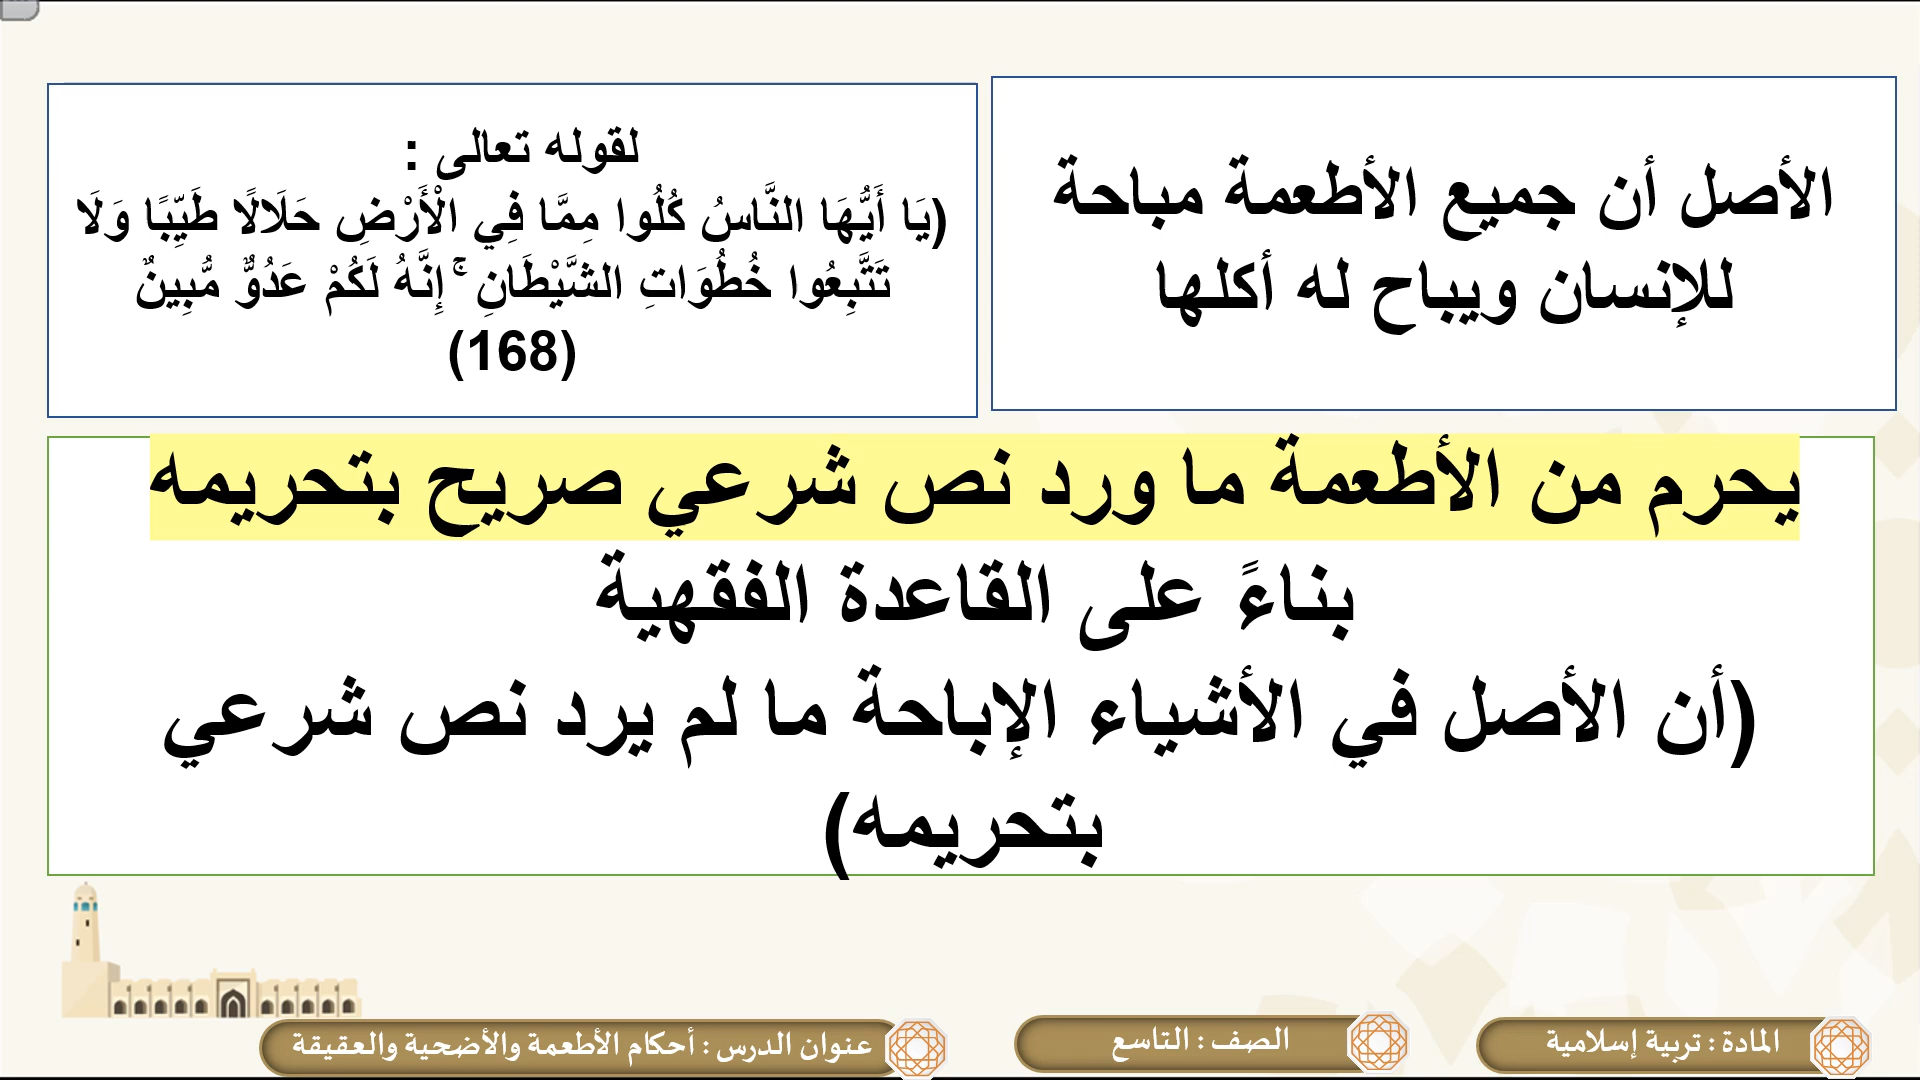 الأصل أن جميع الأطعمة مباحة
للإنسان ويباح له أكلها
لقوله تعالى :
(يَا أَيُّهَا النَّاسُ كُلُوا مِمَّا فِي الْأَرْضِ حَلَالًا طَيِّبًا وَلَا
تَتَّبِعُوا خُطُوَاتِ الشَّيْطَانِ ۚ إِنَّهُ لَكُمْ عَدُوٌّ مُّبِينٌ
(168)
يحرم من الأطعمة ما ورد نص شرعي صريح بتحريمه
بناءً على القاعدة الفقهية
(أن الأصل في الأشياء الإباحة ما لم يرد نص شرعي
بتحريمه)
المادة : تربية إسلامية
الصف : التاسع
عنوان الدرس : أحكام الأطعمة والأضحية والعقيقة